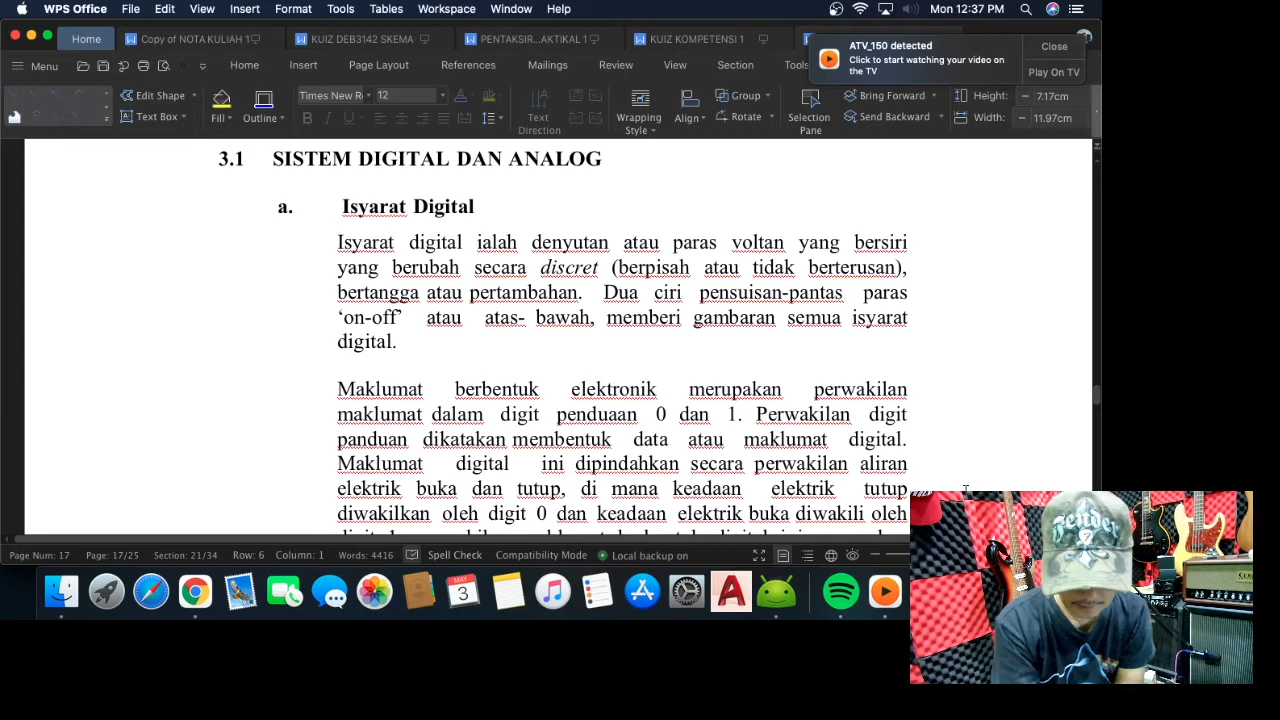 WPS Office File Edit View Insert Format Tools Tables Workspace Window Help Mon 12:37 PM
Home Copy of NOTA KULIAH 1 KUIZ DEB3142 SKEMA PENTAKSIR...AKTIKAL 1 KUIZ KOMPETENSI 1
ATV_150 detected
Click to start watching your video on
the TV
Close
Play On TV
Menu Home Insert Page Layout References Mailings Review View Section Tools
Edit Shape Times New Ro 12 Group Bring Forward Height: 7.17cm
Text Box Fill Outline B I U Text Direction Wrapping Style Align Rotate Selection Pane Send Backward Width: 11.97cm
3.1 SISTEM DIGITAL DAN ANALOG
a. Isyarat Digital
Isyarat digital ialah denyutan atau paras voltan yang bersiri
yang berubah secara discret (berpisah atau tidak berterusan),
bertangga atau pertambahan. Dua ciri pensuisan-pantas paras
‘on-off’ atau atas- bawah, memberi gambaran semua isyarat
digital.
Maklumat berbentuk elektronik merupakan perwakilan
maklumat dalam digit penduaan 0 dan 1. Perwakilan digit
panduan dikatakan membentuk data atau maklumat digital.
Maklumat digital ini dipindahkan secara perwakilan aliran
elektrik buka dan tutup, di mana keadaan elektrik tutup
diwakilkan oleh digit 0 dan keadaan elektrik buka diwakili oleh
Page Num: 17 Page: 17/25 Section: 21/34 Row: 6 Column: 1 Words: 4416 Spell Check Compatibility Mode Local backup on
MAY
3
Fender